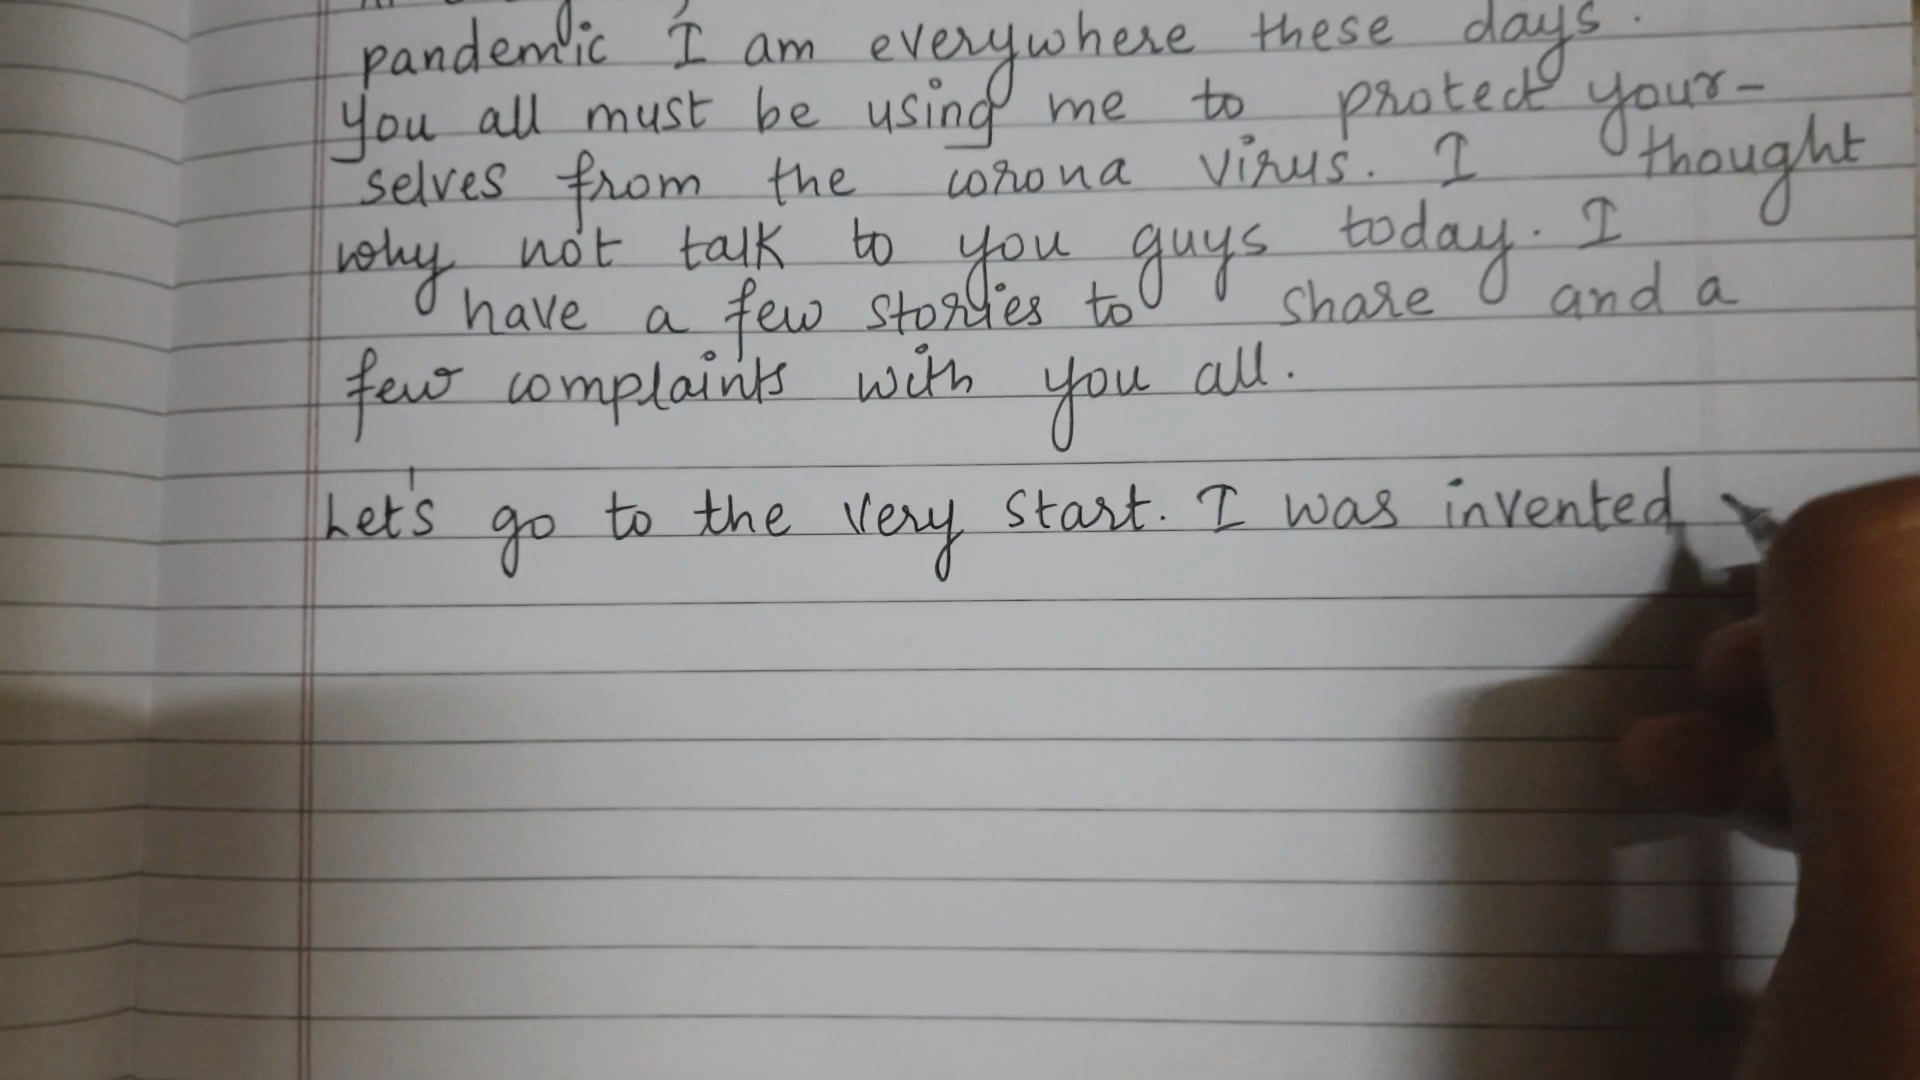 pandemic I am everywhere these days.
You all must be using me to protect your-
selves from the corona virus. I thought
why not talk to you guys today. I
have a few stories to share and a
few complaints with you all.
Let's go to the very start. I was invented